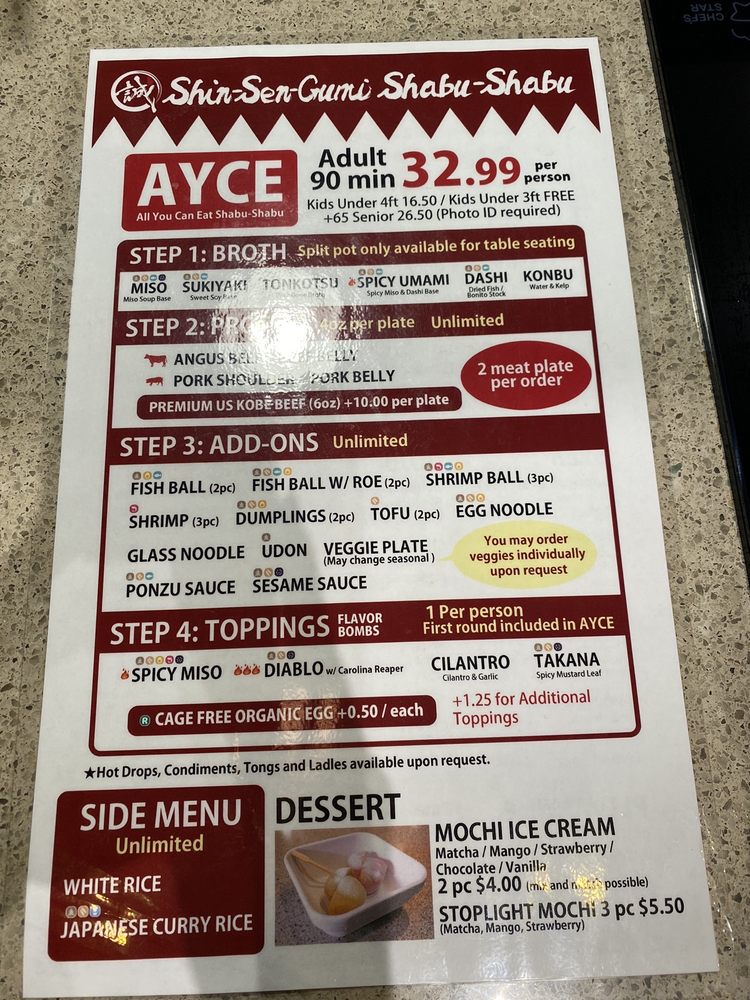 CHEF'S STAR
誠 Shin-Sen-Gumi Shabu-Shabu
AYCE
All You Can Eat Shabu-Shabu
Adult
90 min 32.99 per person
Kids Under 4ft 16.50 / Kids Under 3ft FREE
+65 Senior 26.50 (Photo ID required)
STEP 1: BROTH Split pot only available for table seating
MISO SUKIYAKI TONKOTSU SPICY UMAMI DASHI KONBU
Miso Soup Base Sweet Soy Base Spicy Miso & Dashi Base Dried Fish / Bonito Stock Water & Kelp
STEP 2: 4oz per plate Unlimited
ANGUS BEEF BELLY
PORK SHOULDER PORK BELLY
2 meat plate
per order
PREMIUM US KOBE BEEF (6oz) +10.00 per plate
STEP 3: ADD-ONS Unlimited
FISH BALL (2pc) FISH BALL W/ ROE (2pc) SHRIMP BALL (3pc)
SHRIMP (3pc) DUMPLINGS (2pc) TOFU (2pc) EGG NOODLE
GLASS NOODLE UDON VEGGIE PLATE
(May change seasonal )
You may order
veggies individually
upon request
PONZU SAUCE SESAME SAUCE
STEP 4: TOPPINGS FLAVOR BOMBS
1 Per person
First round included in AYCE
SPICY MISO DIABLO w/ Carolina Reaper CILANTRO TAKANA
Cilantro & Garlic Spicy Mustard Leaf
® CAGE FREE ORGANIC EGG +0.50 / each
+1.25 for Additional
Toppings
★Hot Drops, Condiments, Tongs and Ladles available upon request.
SIDE MENU
Unlimited
WHITE RICE
JAPANESE CURRY RICE
DESSERT
MOCHI ICE CREAM
Matcha / Mango / Strawberry /
Chocolate / Vanilla
2 pc $4.00 (mix and match possible)
STOPLIGHT MOCHI 3 pc $5.50
(Matcha, Mango, Strawberry)